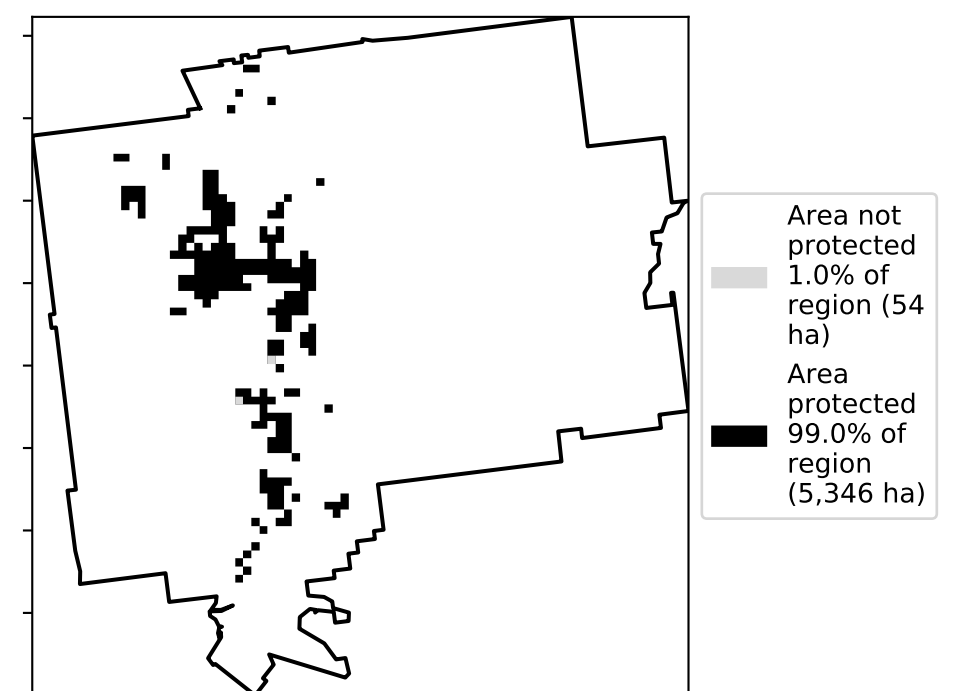 Area not
protected
1.0% of
region (54
ha)
Area
protected
99.0% of
region
(5,346 ha)